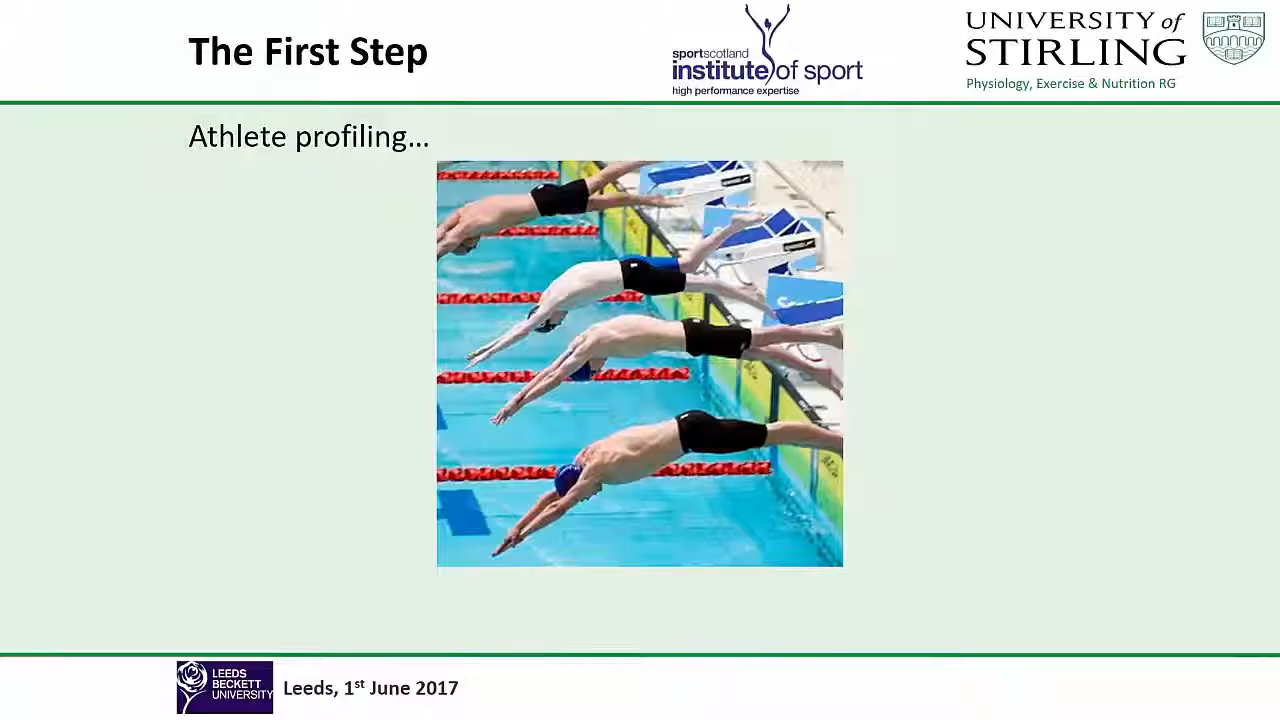 The First Step
sportscotland
institute of sport
high performance expertise
UNIVERSITY of
STIRLING
Physiology, Exercise & Nutrition RG
Athlete profiling...
LEEDS
BECKETT
UNIVERSITY
Leeds, 1st June 2017